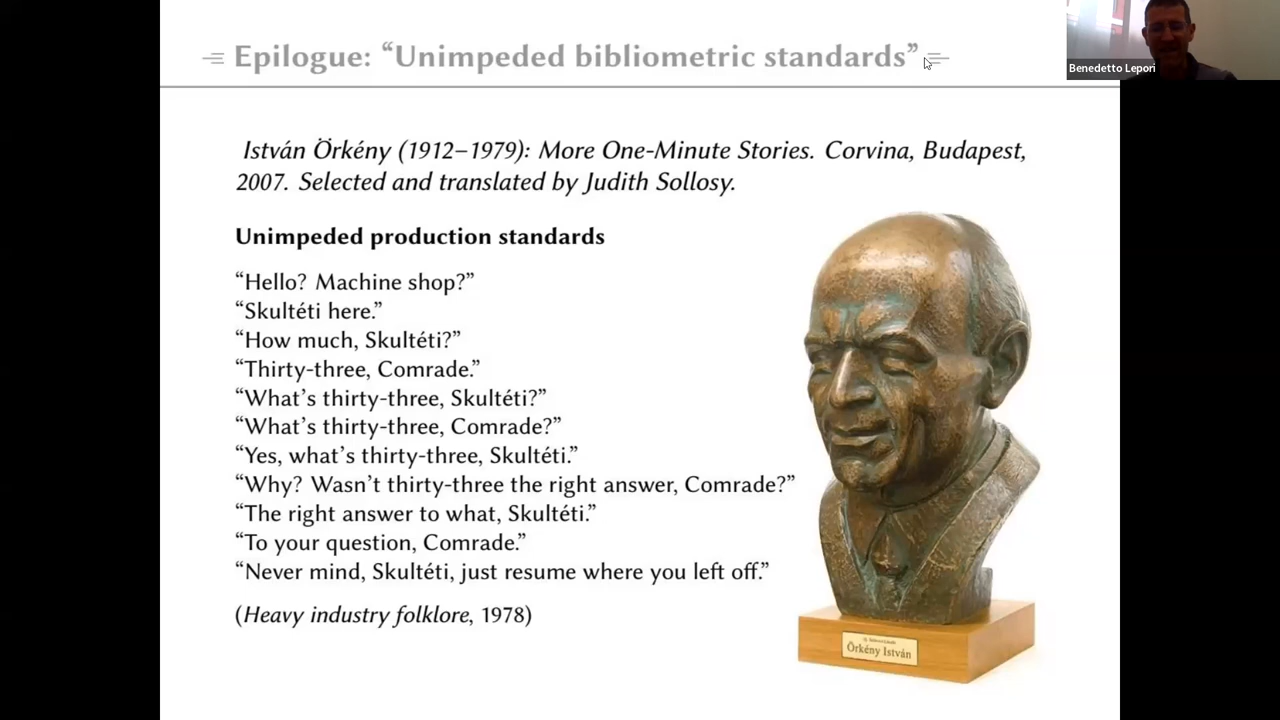 Epilogue: “Unimpeded bibliometric standards”
Benedetto Lepori
István Örkény (1912–1979): More One-Minute Stories. Corvina, Budapest,
2007. Selected and translated by Judith Sollosy.
Unimpeded production standards
“Hello? Machine shop?”
“Skultéti here.”
“How much, Skultéti?”
“Thirty-three, Comrade.”
“What’s thirty-three, Skultéti?”
“What’s thirty-three, Comrade?”
“Yes, what’s thirty-three, Skultéti.”
“Why? Wasn’t thirty-three the right answer, Comrade?”
“The right answer to what, Skultéti.”
“To your question, Comrade.”
“Never mind, Skultéti, just resume where you left off.”
(Heavy industry folklore, 1978)
Örkény István